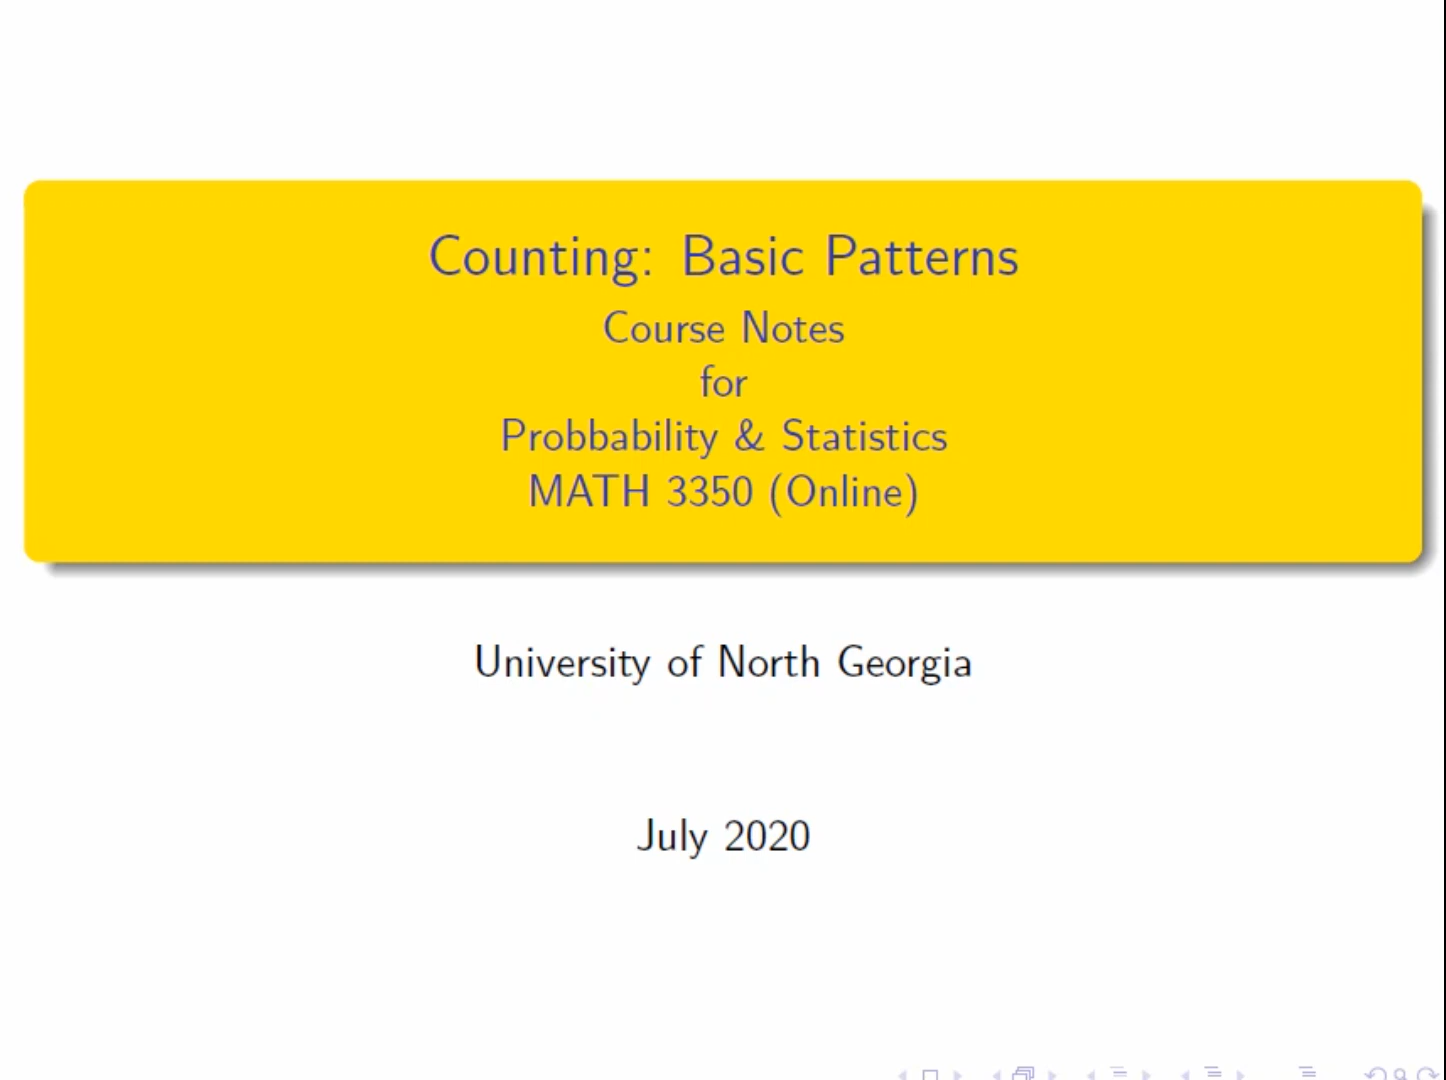 Counting: Basic Patterns
Course Notes
for
Probbability & Statistics
MATH 3350 (Online)
University of North Georgia
July 2020